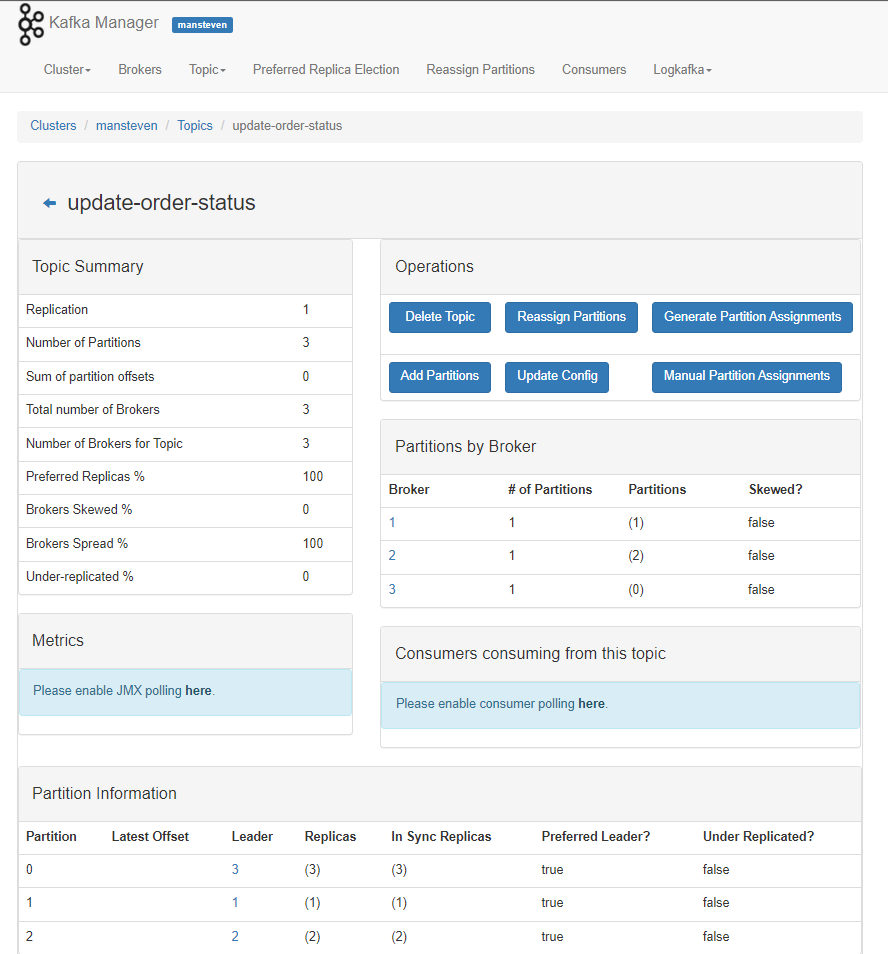 Kafka Manager mansteven
Cluster Brokers Topic Preferred Replica Election Reassign Partitions Consumers Logkafka
Clusters / mansteven / Topics / update-order-status
update-order-status
Topic Summary
Replication 1
Number of Partitions 3
Sum of partition offsets 0
Total number of Brokers 3
Number of Brokers for Topic 3
Preferred Replicas % 100
Brokers Skewed % 0
Brokers Spread % 100
Under-replicated % 0
Metrics
Please enable JMX polling here.
Operations
Delete Topic Reassign Partitions Generate Partition Assignments
Add Partitions Update Config Manual Partition Assignments
Partitions by Broker
Broker # of Partitions Partitions Skewed?
1 1 (1) false
2 1 (2) false
3 1 (0) false
Consumers consuming from this topic
Please enable consumer polling here.
Partition Information
Partition Latest Offset Leader Replicas In Sync Replicas Preferred Leader? Under Replicated?
0 3 (3) (3) true false
1 1 (1) (1) true false
2 2 (2) (2) true false